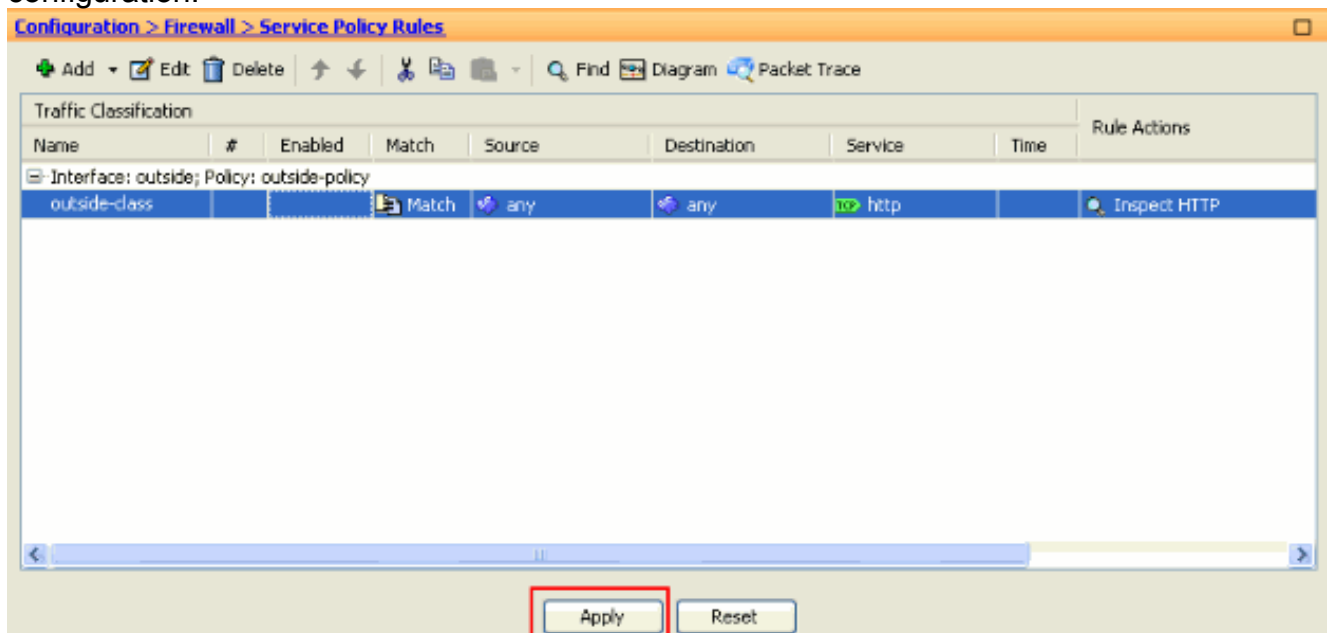 configuration.
Configuration > Firewall > Service Policy Rules
Add Edit Delete Find Diagram Packet Trace
Traffic Classification
Rule Actions
Name # Enabled Match Source Destination Service Time
Interface: outside; Policy: outside-policy
outside-class Match any any TCP http Inspect HTTP
Apply Reset